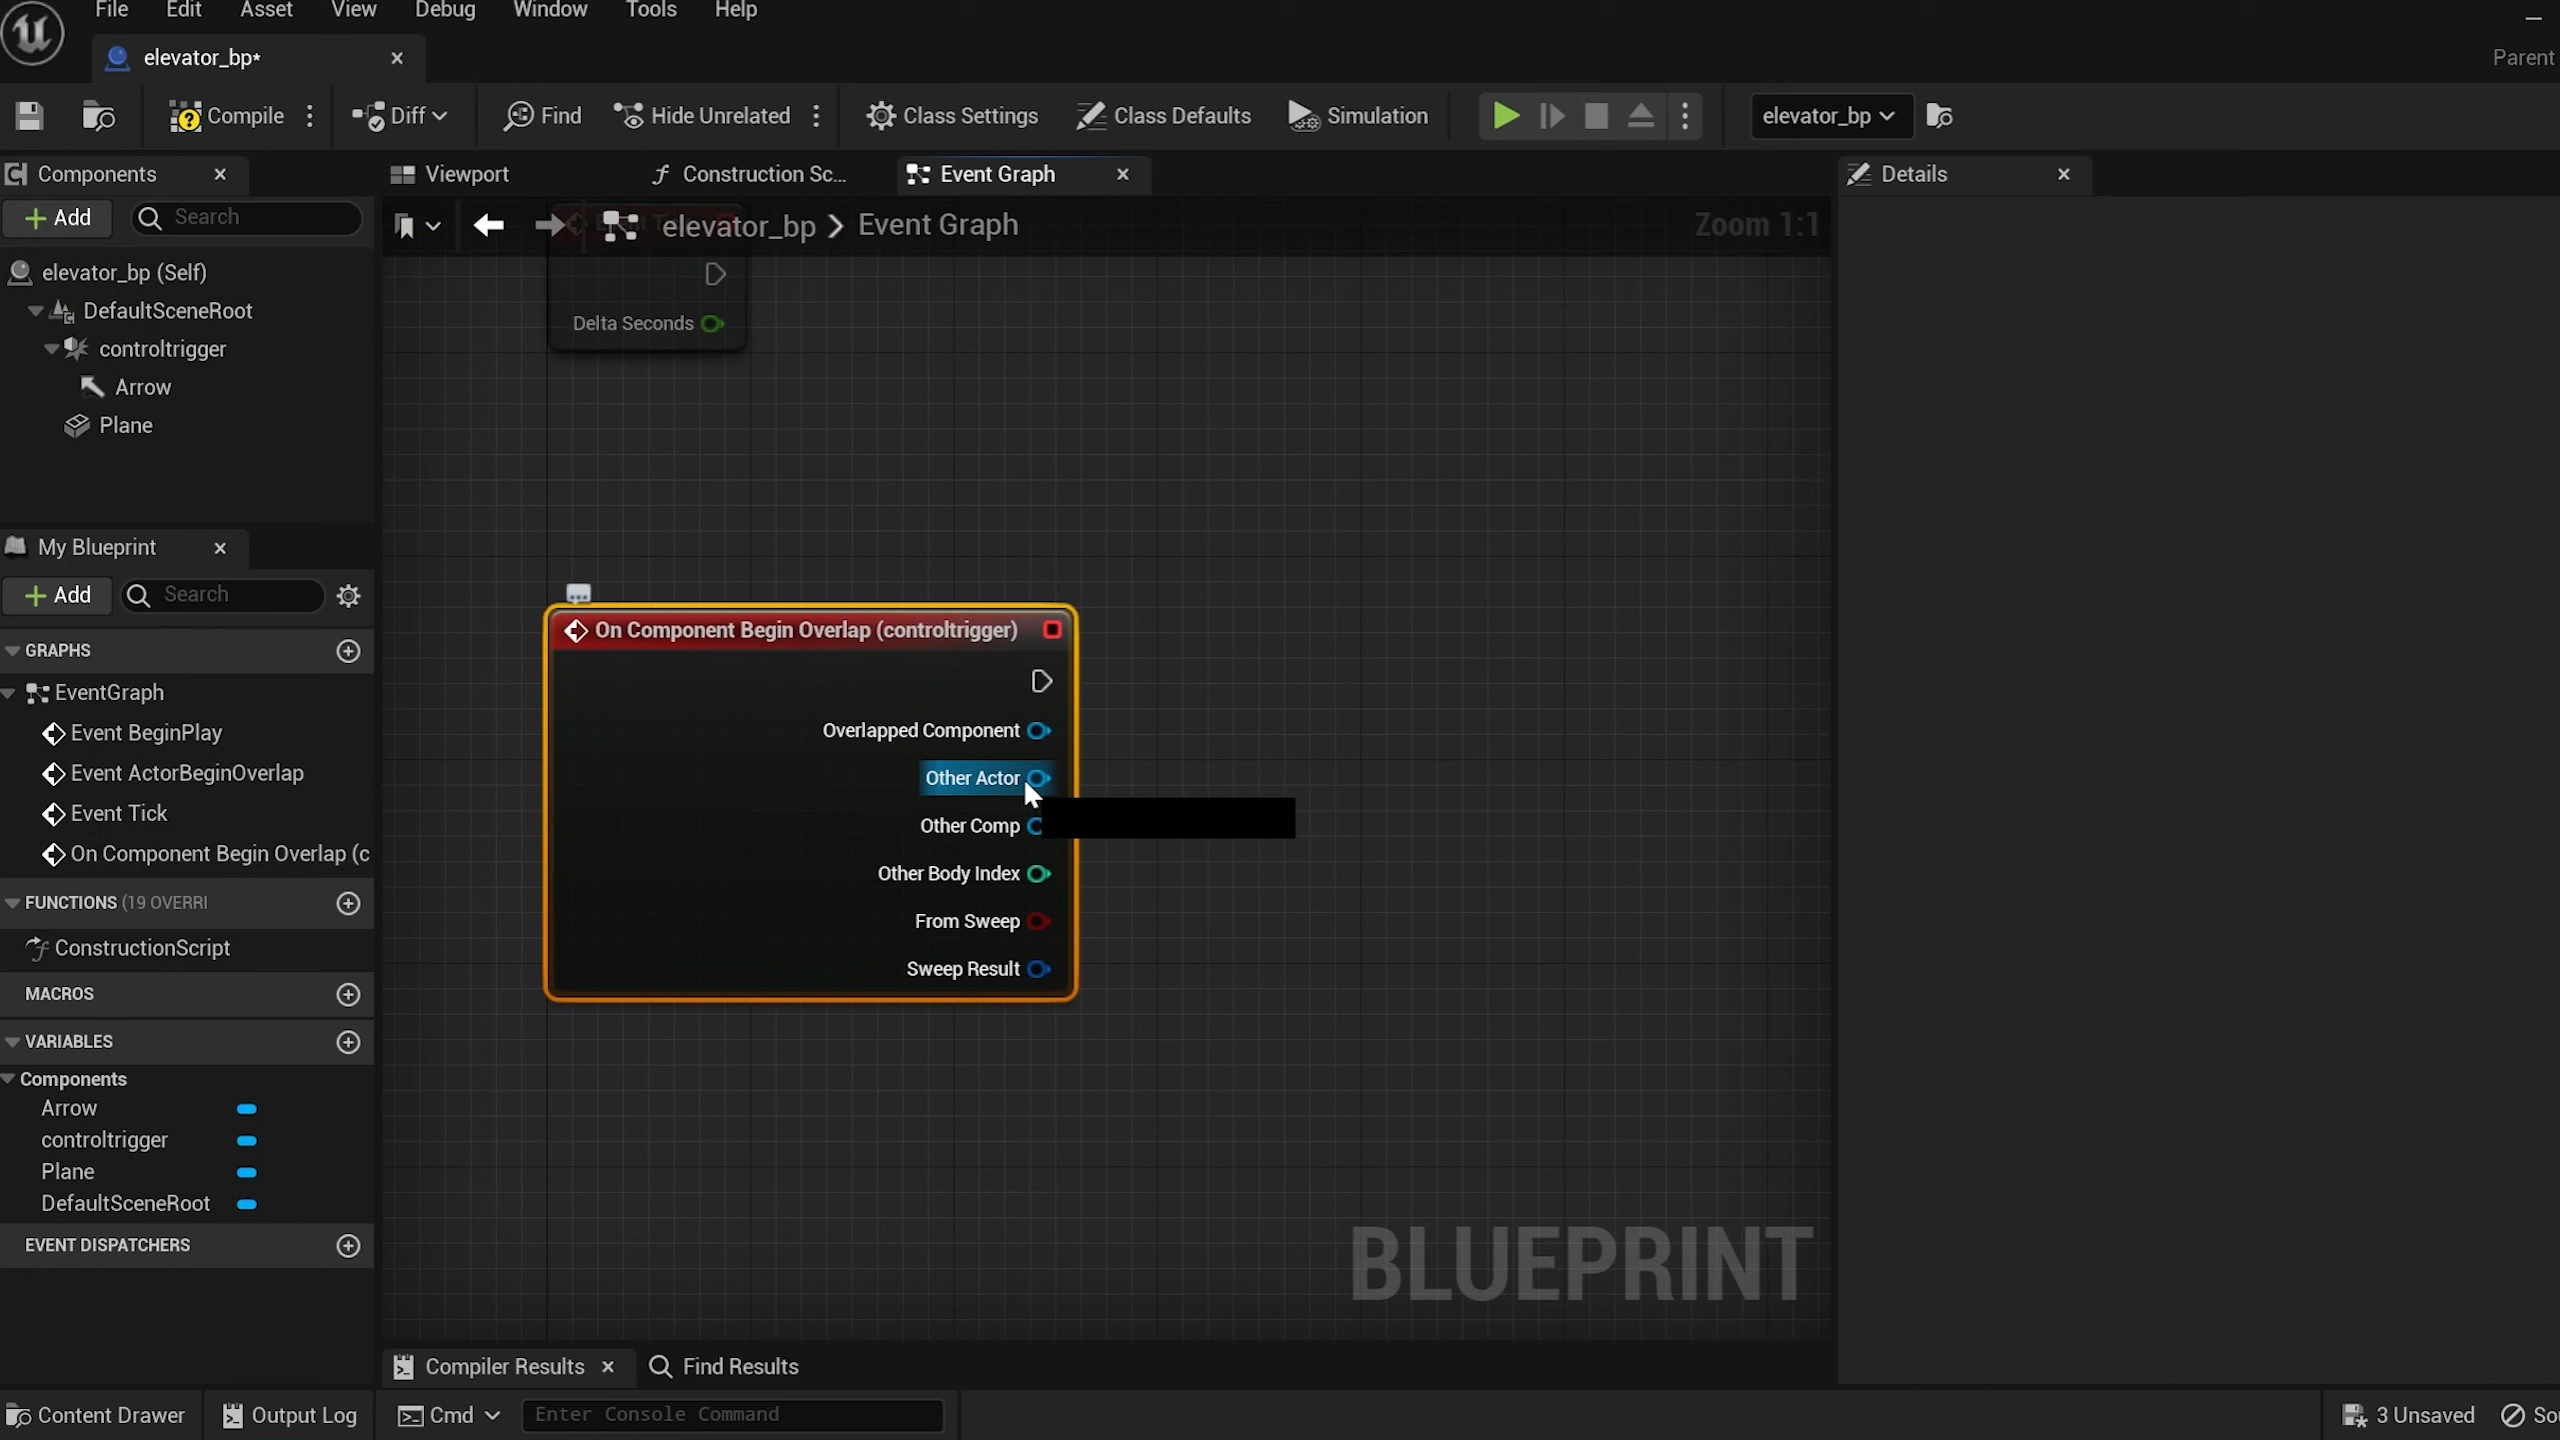 File Edit Asset View Debug Window Tools Help
elevator_bp*
Parent
Compile Diff Find Hide Unrelated Class Settings Class Defaults Simulation elevator_bp
Components
Viewport
Construction Sc...
Event Graph
Details
Add
Search
elevator_bp > Event Graph
Zoom 1:1
elevator_bp (Self)
DefaultSceneRoot
controltrigger
Arrow
Plane
Delta Seconds
My Blueprint
Add
Search
GRAPHS
EventGraph
Event BeginPlay
Event ActorBeginOverlap
Event Tick
On Component Begin Overlap (c
FUNCTIONS (19 OVERRI
ConstructionScript
MACROS
VARIABLES
Components
Arrow
controltrigger
Plane
DefaultSceneRoot
EVENT DISPATCHERS
On Component Begin Overlap (controltrigger)
Overlapped Component
Other Actor
Other Comp
Other Body Index
From Sweep
Sweep Result
BLUEPRINT
Compiler Results
Find Results
Content Drawer
Output Log
Cmd
Enter Console Command
3 Unsaved